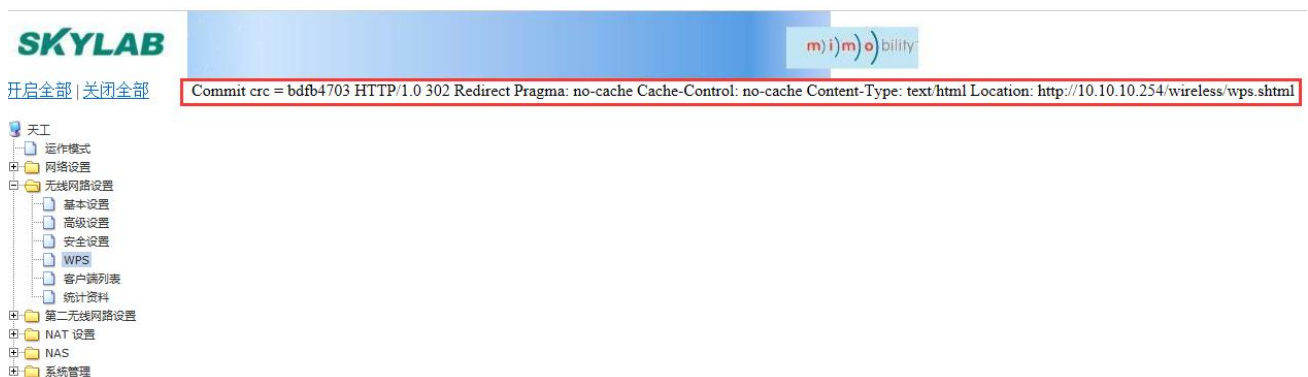 SKYLAB
m)i)m)o)bility
开启全部 | 关闭全部
Commit crc = bdfb4703 HTTP/1.0 302 Redirect Pragma: no-cache Cache-Control: no-cache Content-Type: text/html Location: http://10.10.10.254/wireless/wps.shtml
天工
运作模式
网络设置
无线网路设置
基本设置
高级设置
安全设置
WPS
客户端列表
统计资料
第二无线网路设置
NAT 设置
NAS
系统管理